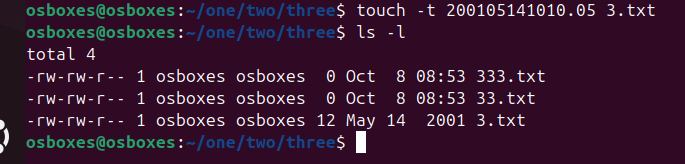 osboxes@osboxes:~/one/two/three$ touch -t 200105141010.05 3.txt
osboxes@osboxes:~/one/two/three$ ls -l
total 4
-rw-rw-r-- 1 osboxes osboxes  0 Oct  8 08:53 333.txt
-rw-rw-r-- 1 osboxes osboxes  0 Oct  8 08:53 33.txt
-rw-rw-r-- 1 osboxes osboxes 12 May 14  2001 3.txt
osboxes@osboxes:~/one/two/three$